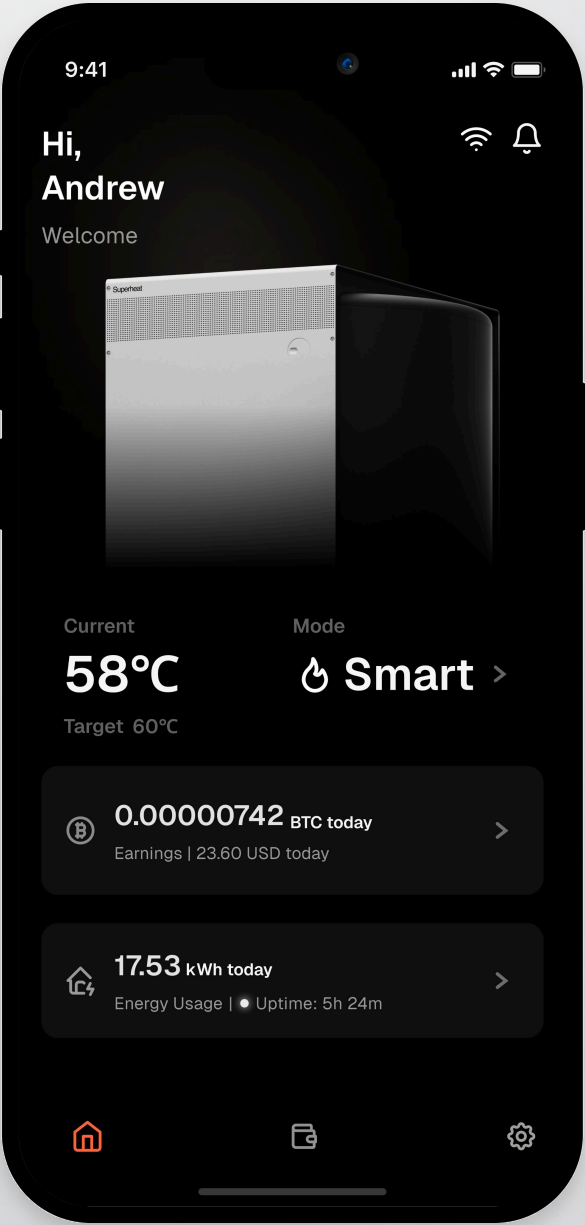 9:41
Hi,
Andrew
Welcome
Superheat
Current
58°C
Target 60°C
Mode
Smart
0.00000742 BTC today
Earnings | 23.60 USD today
17.53 kWh today
Energy Usage | Uptime: 5h 24m